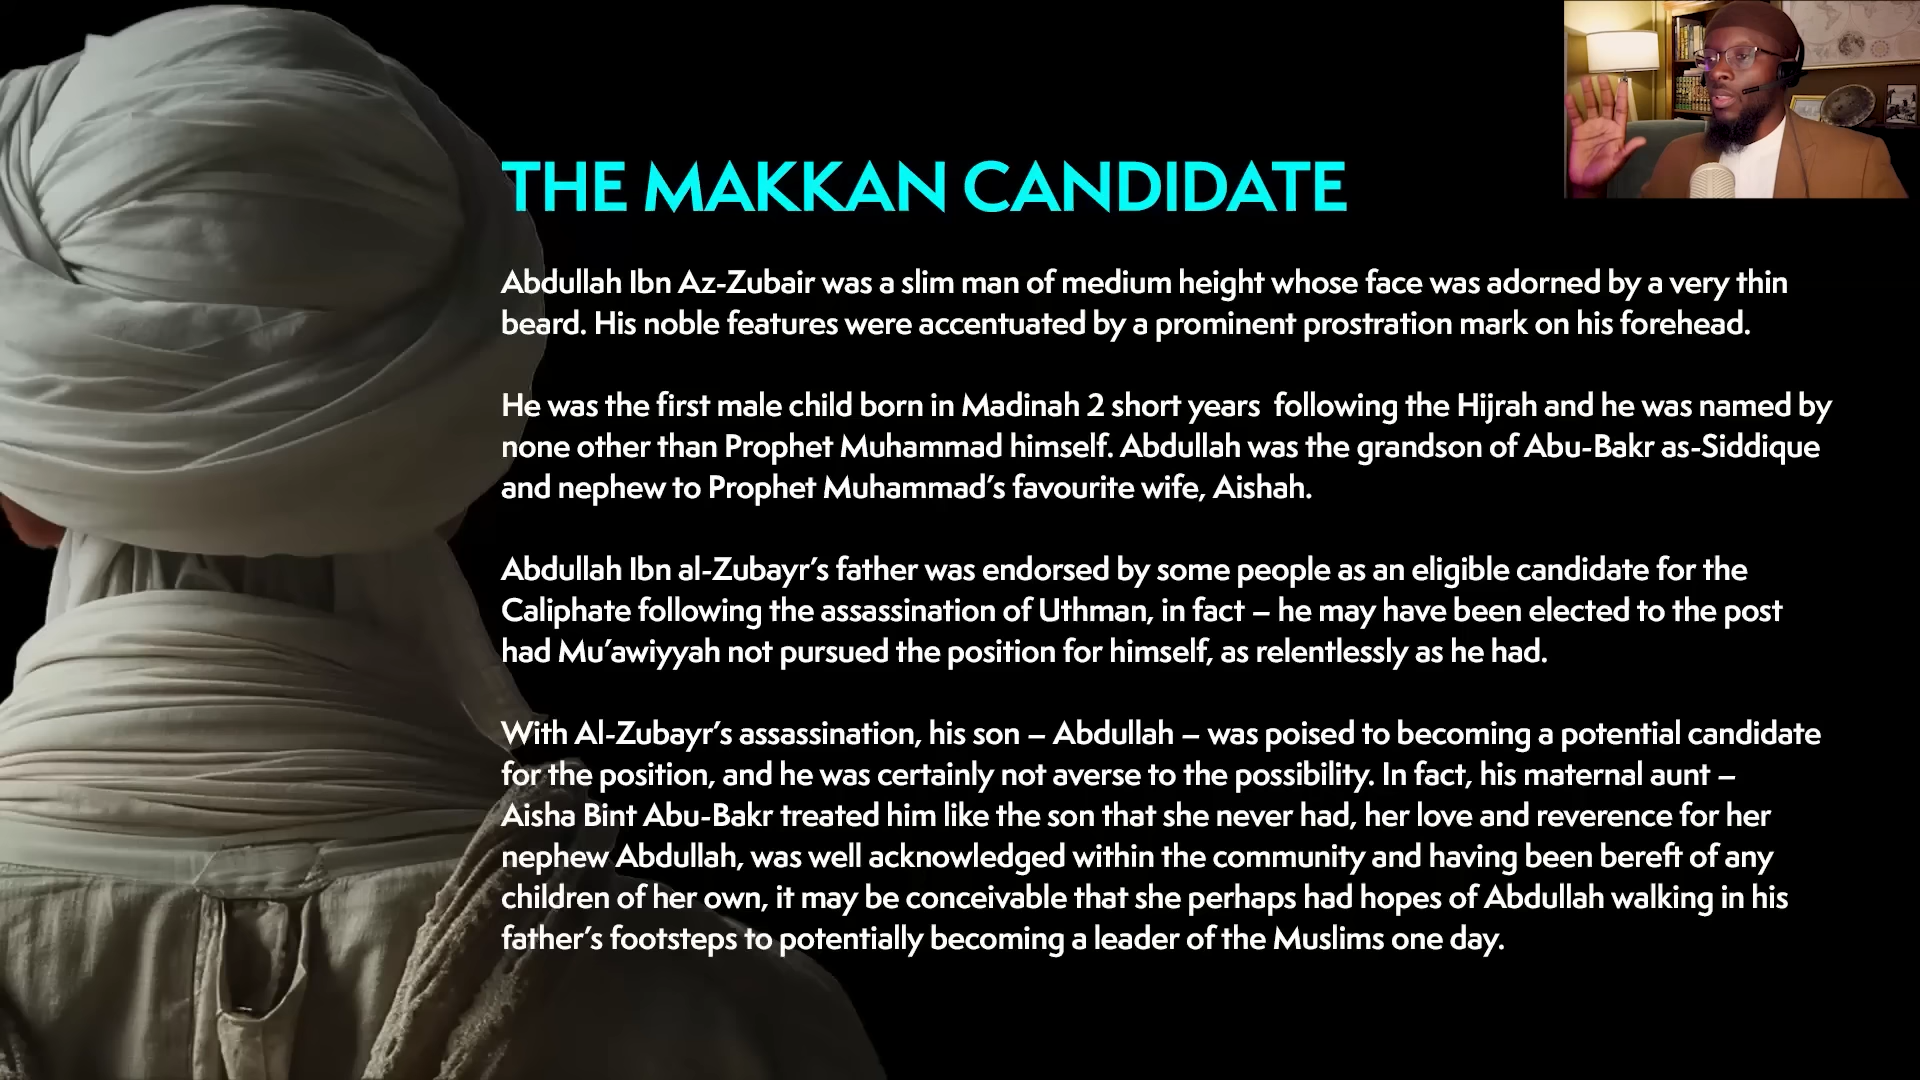 THE MAKKAN CANDIDATE
Abdullah Ibn Az-Zubair was a slim man of medium height whose face was adorned by a very thin
beard. His noble features were accentuated by a prominent prostration mark on his forehead.
He was the first male child born in Madinah 2 short years  following the Hijrah and he was named by
none other than Prophet Muhammad himself. Abdullah was the grandson of Abu-Bakr as-Siddique
and nephew to Prophet Muhammad’s favourite wife, Aishah.
Abdullah Ibn al-Zubayr’s father was endorsed by some people as an eligible candidate for the
Caliphate following the assassination of Uthman, in fact – he may have been elected to the post
had Mu’awiyyah not pursued the position for himself, as relentlessly as he had.
With Al-Zubayr’s assassination, his son – Abdullah – was poised to becoming a potential candidate
for the position, and he was certainly not averse to the possibility. In fact, his maternal aunt –
Aisha Bint Abu-Bakr treated him like the son that she never had, her love and reverence for her
nephew Abdullah, was well acknowledged within the community and having been bereft of any
children of her own, it may be conceivable that she perhaps had hopes of Abdullah walking in his
father’s footsteps to potentially becoming a leader of the Muslims one day.